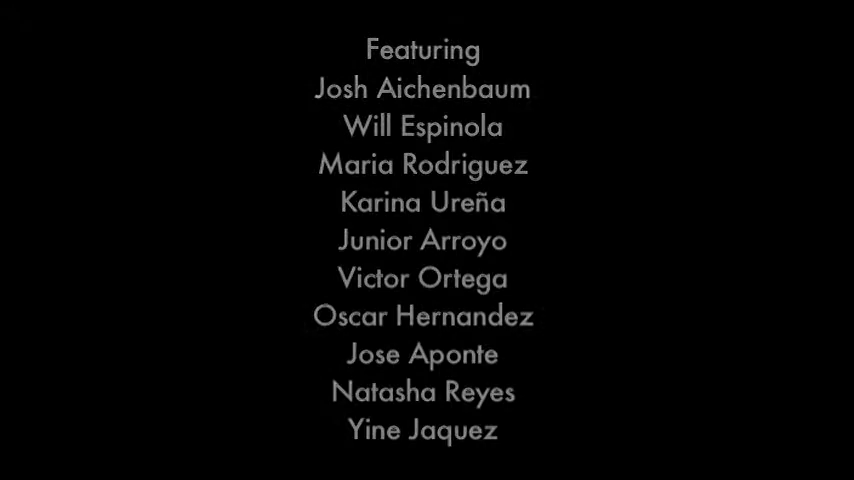 Featuring
Josh Aichenbaum
Will Espinola
Maria Rodriguez
Karina Ureña
Junior Arroyo
Victor Ortega
Oscar Hernandez
Jose Aponte
Natasha Reyes
Yine Jaquez